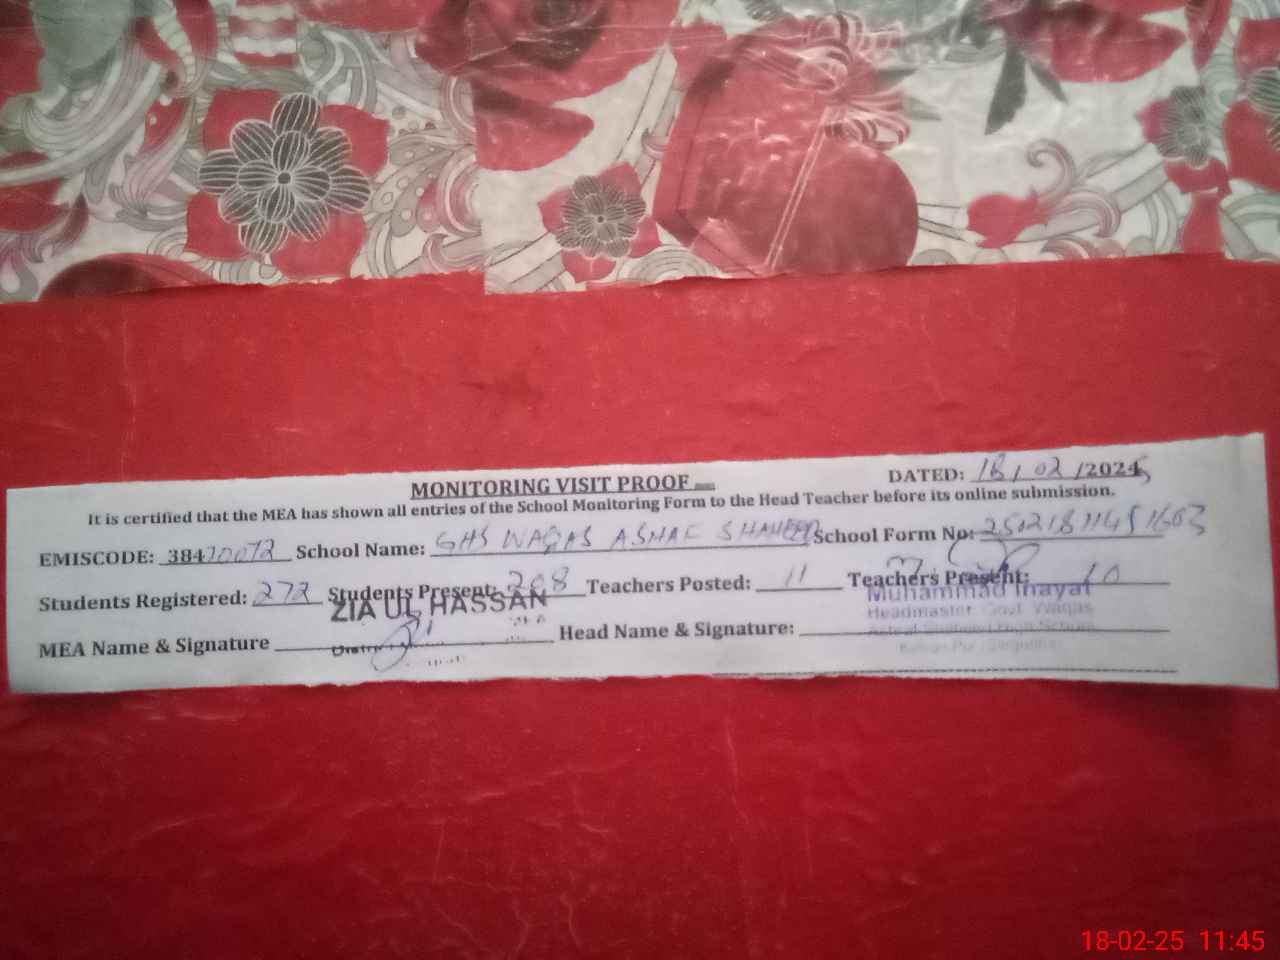 MONITORING VISIT PROOF
DATED: 18/02/2025
It is certified that the MEA has shown all entries of the School Monitoring Form to the Head Teacher before its online submission.
EMISCODE: 38410072 School Name: GHS WAQAS ASHAF SHAHEED School Form No:
Students Registered: 272 Students Present: 208 Teachers Posted: 11 Teachers Present: 10
ZIA UL HASSAN
Muhammad Inayat
Headmaster Govt. Waqas
MEA Name & Signature Head Name & Signature:
18-02-25 11:45